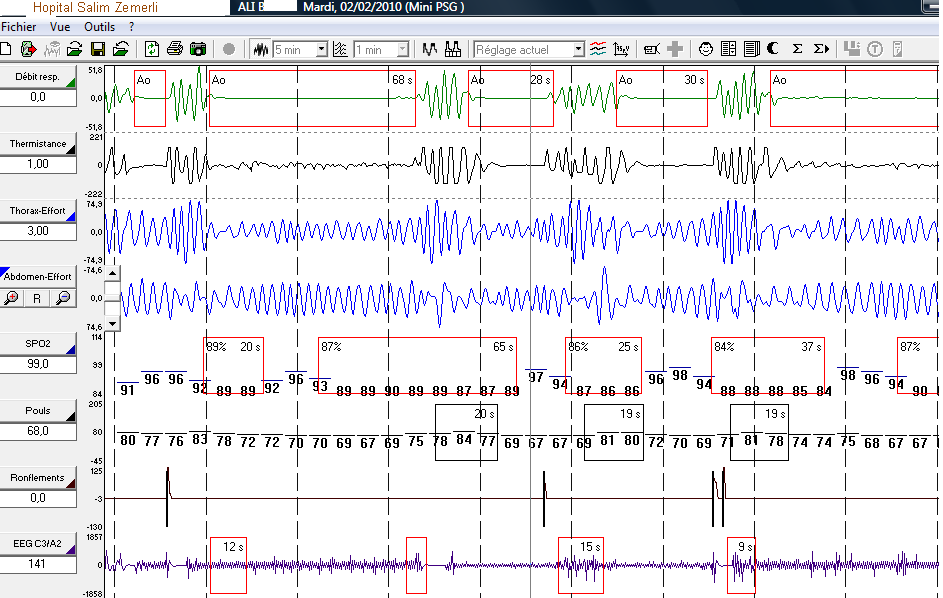 Hopital Salim Zemerli ALI B Mardi, 02/02/2010 (Mini PSG )
Fichier Vue Outils ?
5 min 1 min Réglage actuel
Débit resp. 51,8 Ao Ao 68 s Ao 28 s Ao 30 s Ao
0,0 0,0
-51,8
Thermistance 221
1,00 0
-222
Thorax-Effort 74,9
3,00 0,0
-74,9
Abdomen-Effort -74,6
R 0,0
74,6
SPO2 114 89% 20 s 87% 65 s 86% 25 s 84% 37 s 87%
99,0 99
84 91 96 96 92 89 89 92 96 93 89 89 90 89 89 87 87 89 97 94 87 86 86 96 98 94 88 88 88 85 84 98 96 94 90
Pouls 205 20 s 19 s 19 s
68,0 80 80 77 76 83 78 72 72 70 70 69 67 69 75 78 84 77 69 67 67 69 81 80 72 70 69 71 81 78 74 74 75 68 67 67
-45
Ronflements 125
0,0 -3
-130
EEG C3/A2 1857 12 s 15 s 9 s
141 0
-1858